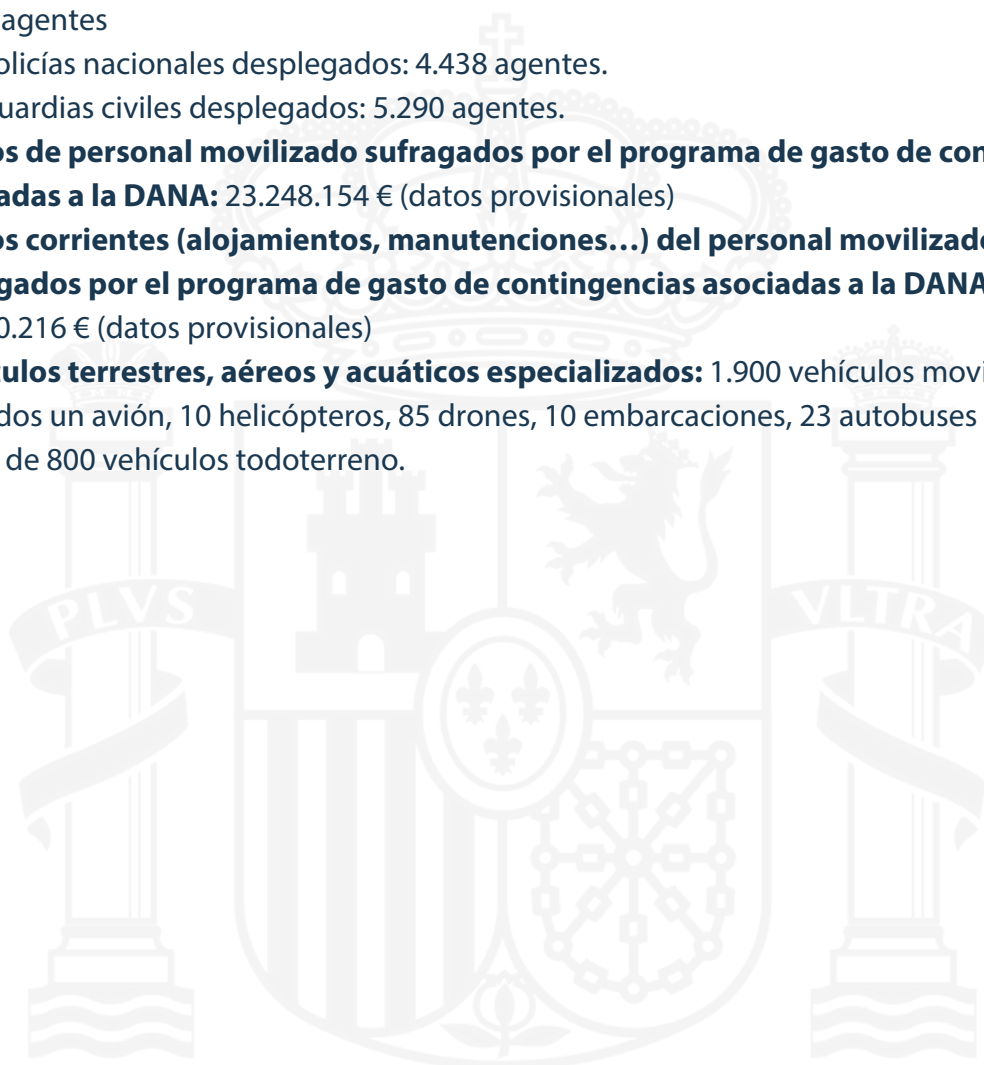 agentes
olicías nacionales desplegados: 4.438 agentes.
uardias civiles desplegados: 5.290 agentes.
os de personal movilizado sufragados por el programa de gasto de con
adas a la DANA: 23.248.154 € (datos provisionales)
os corrientes (alojamientos, manutenciones…) del personal movilizado
gados por el programa de gasto de contingencias asociadas a la DANA
0.216 € (datos provisionales)
ulos terrestres, aéreos y acuáticos especializados: 1.900 vehículos movi
dos un avión, 10 helicópteros, 85 drones, 10 embarcaciones, 23 autobuses
de 800 vehículos todoterreno.
PLVS
VLTRA